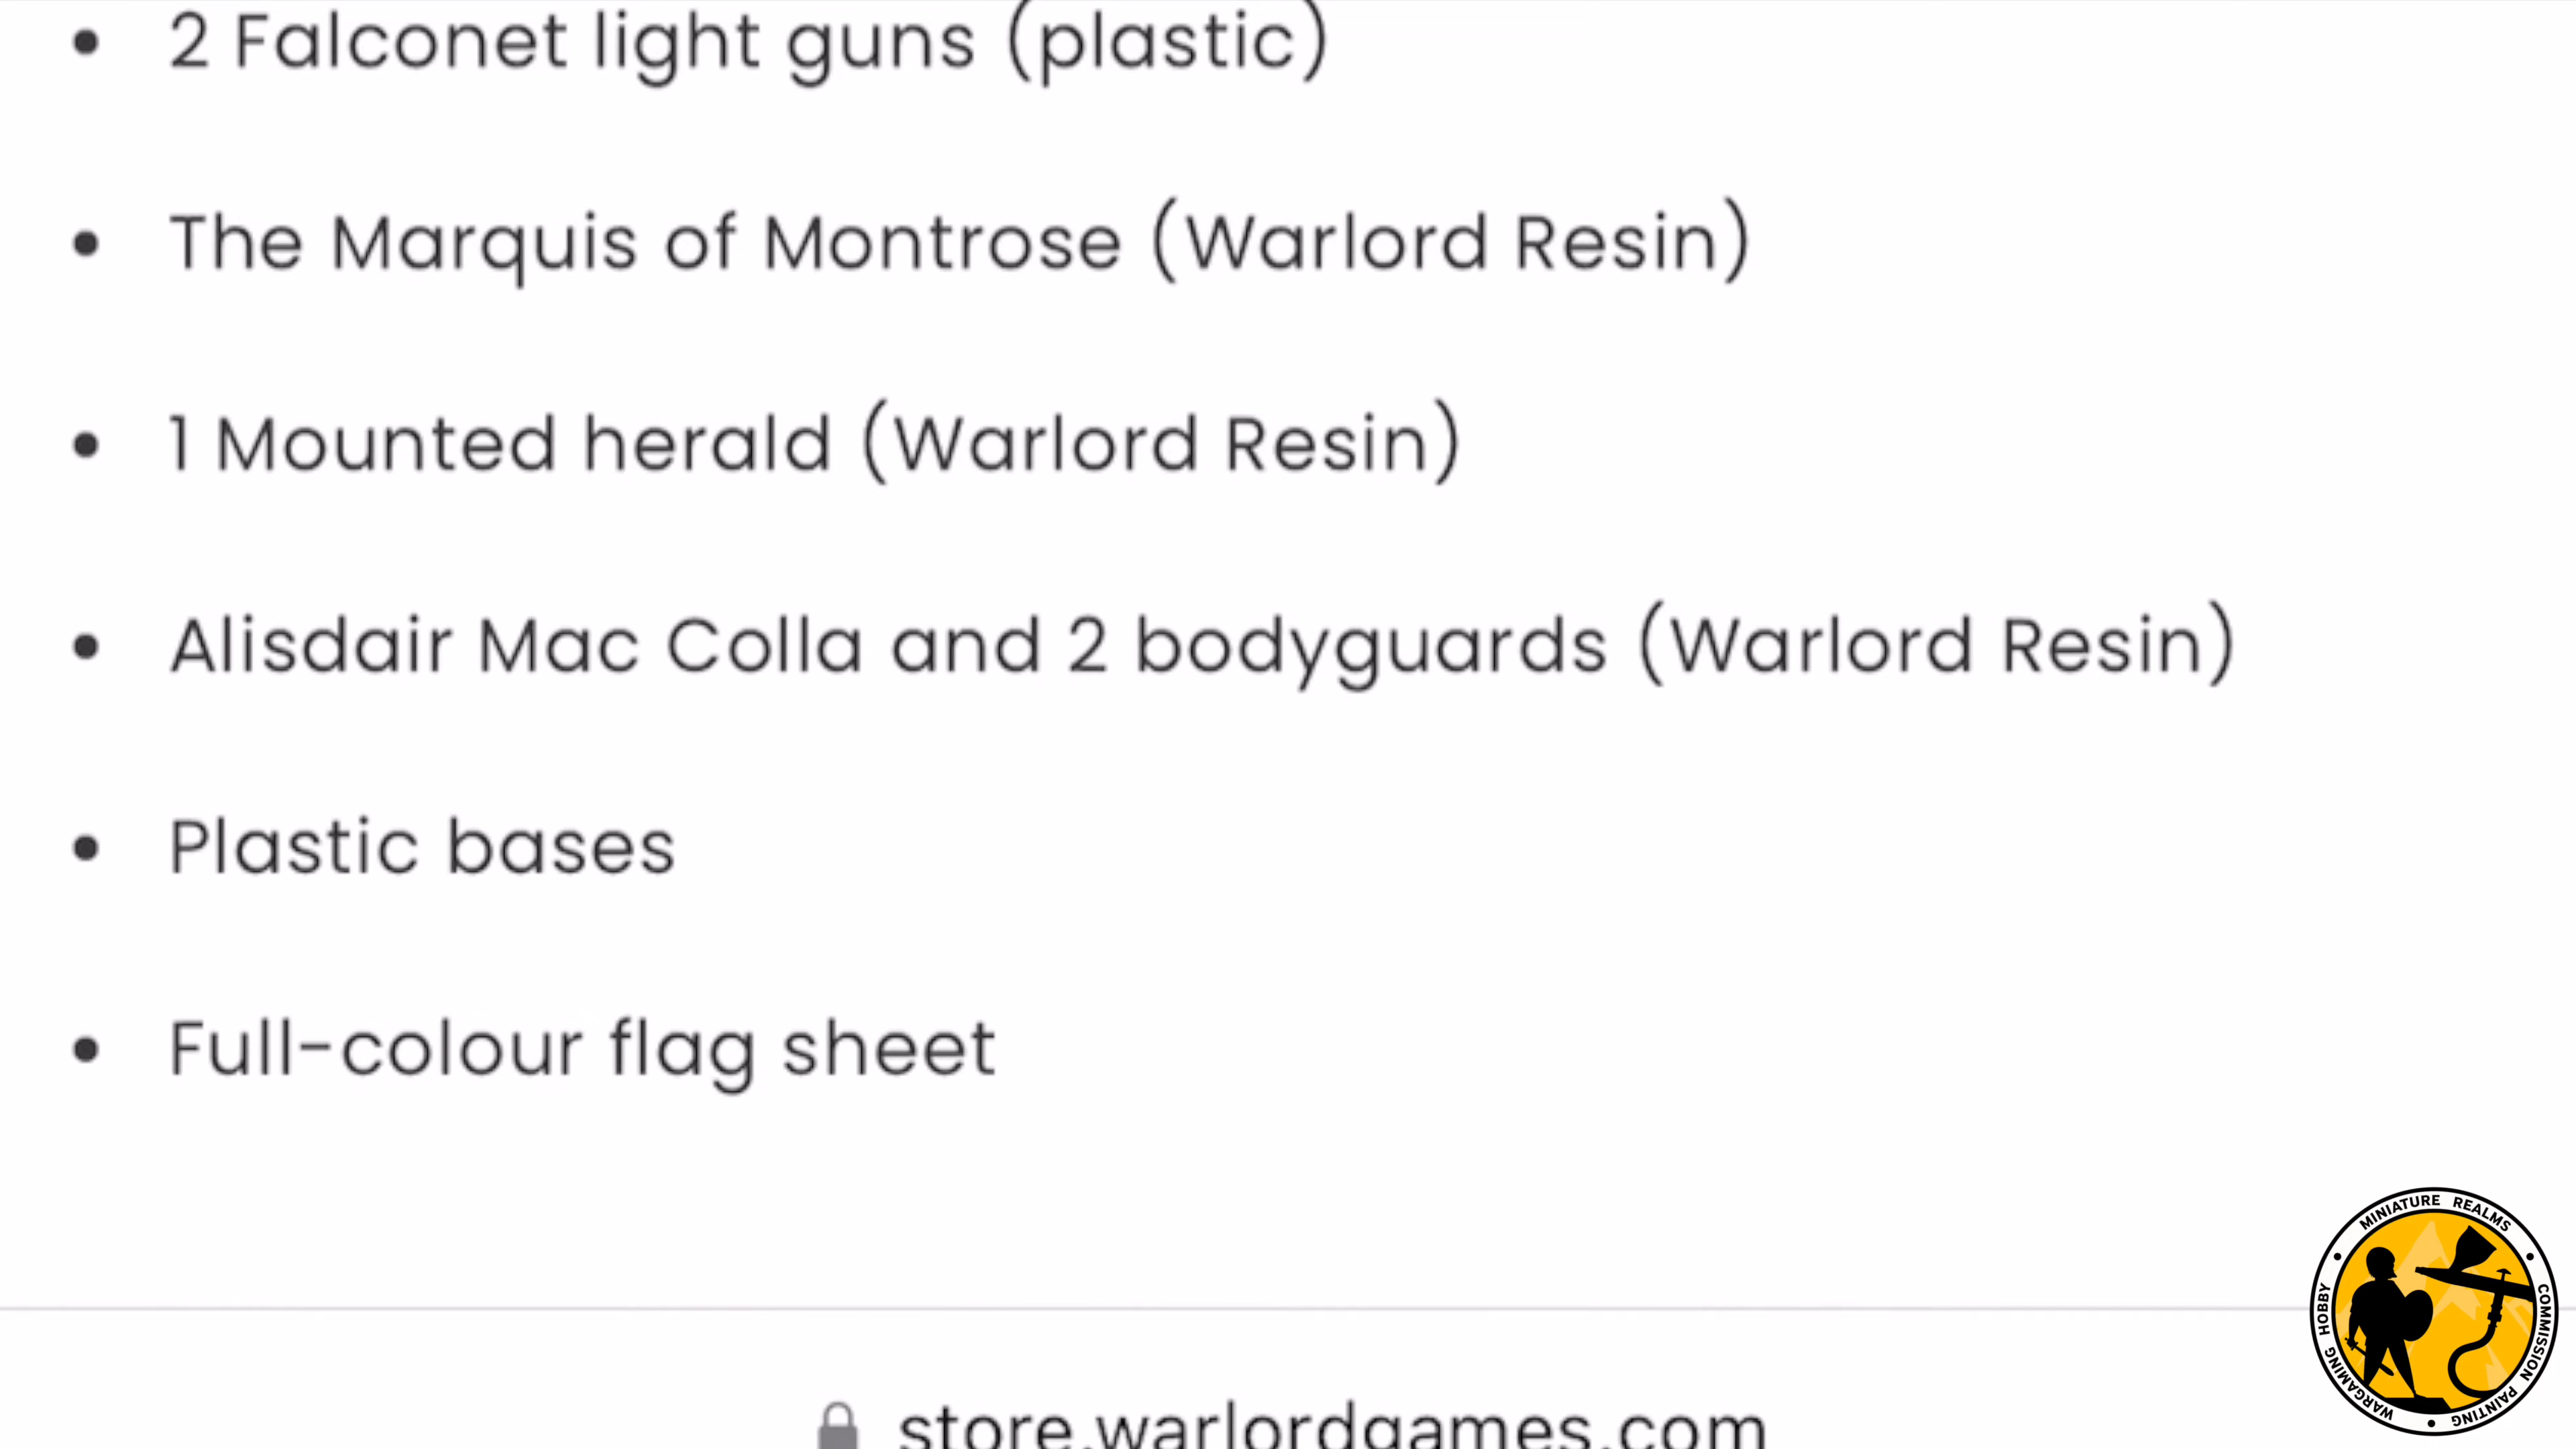 • 2 Falconet light guns (plastic)
• The Marquis of Montrose (Warlord Resin)
• 1 Mounted herald (Warlord Resin)
• Alisdair Mac Colla and 2 bodyguards (Warlord Resin)
• Plastic bases
• Full-colour flag sheet
MINIATURE REALMS • COMMISSION PAINTING • WARGAMING HOBBY •
store.warlordgames.com